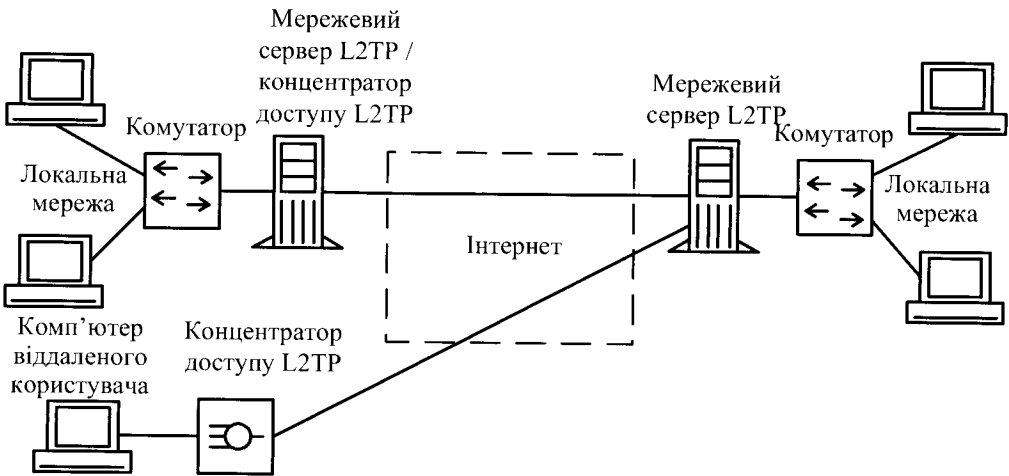 Мережевий
сервер L2TP /
концентратор
доступу L2TP
Комутатор
Локальна
мережа
Мережевий
сервер L2TP
Комутатор
Локальна
мережа
Інтернет
Комп’ютер
віддаленого
користувача
Концентратор
доступу L2TP